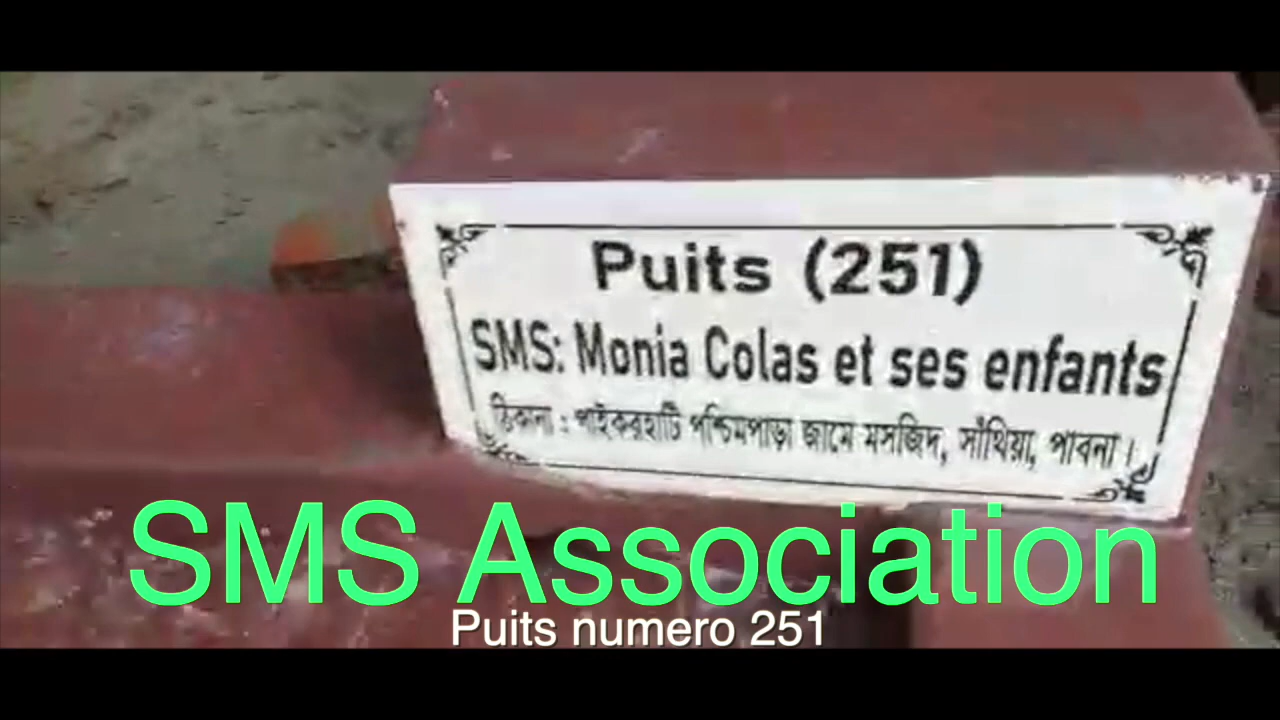 Puits (251)
SMS: Monia Colas et ses enfants
ঠিকানা : পাইকরহাটি পশ্চিমপাড়া জামে মসজিদ, সাঁথিয়া, পাবনা।
SMS Association
Puits numero 251